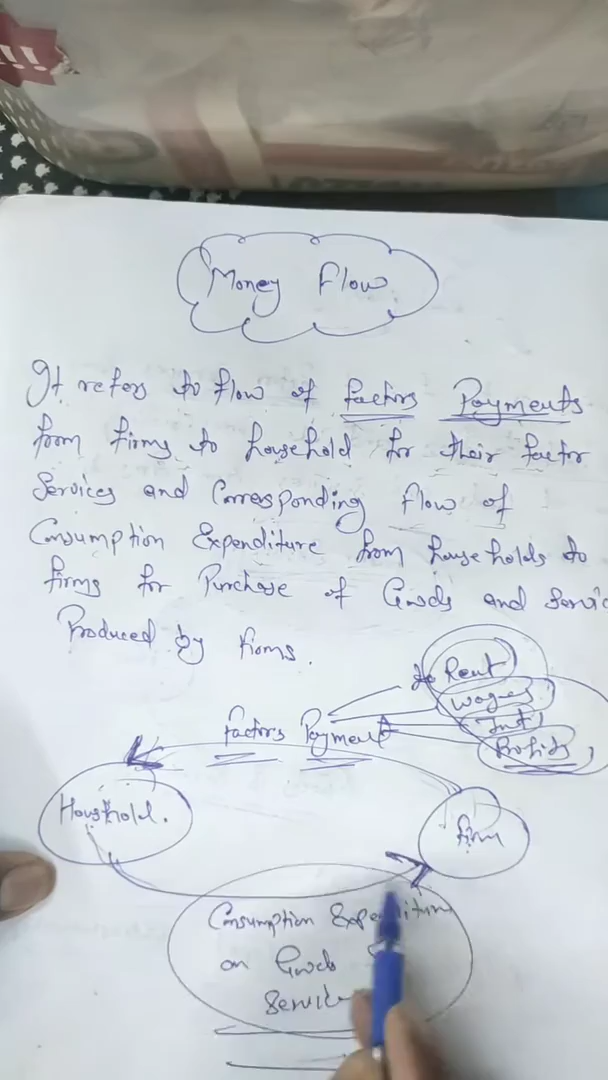 !!
Money Flow
It refers to flow of factors Payments
from firms to household for their factor
Services and Corresponding flow of
Consumption Expenditure from households to
firms for Purchase of Goods and Servic
Produced by firms.
Rent
Wages
Int
Profits
Factors Payment
Household.
firm
Consumption Expenditure
on Goods
Service